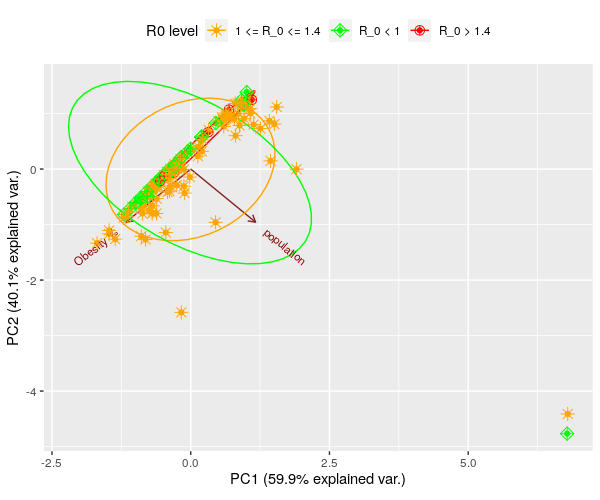 R0 level 1 <= R_0 <= 1.4 R_0 < 1 R_0 > 1.4
0
-2
-4
PC2 (40.1% explained var.)
Obesity
population
-2.5 0.0 2.5 5.0
PC1 (59.9% explained var.)